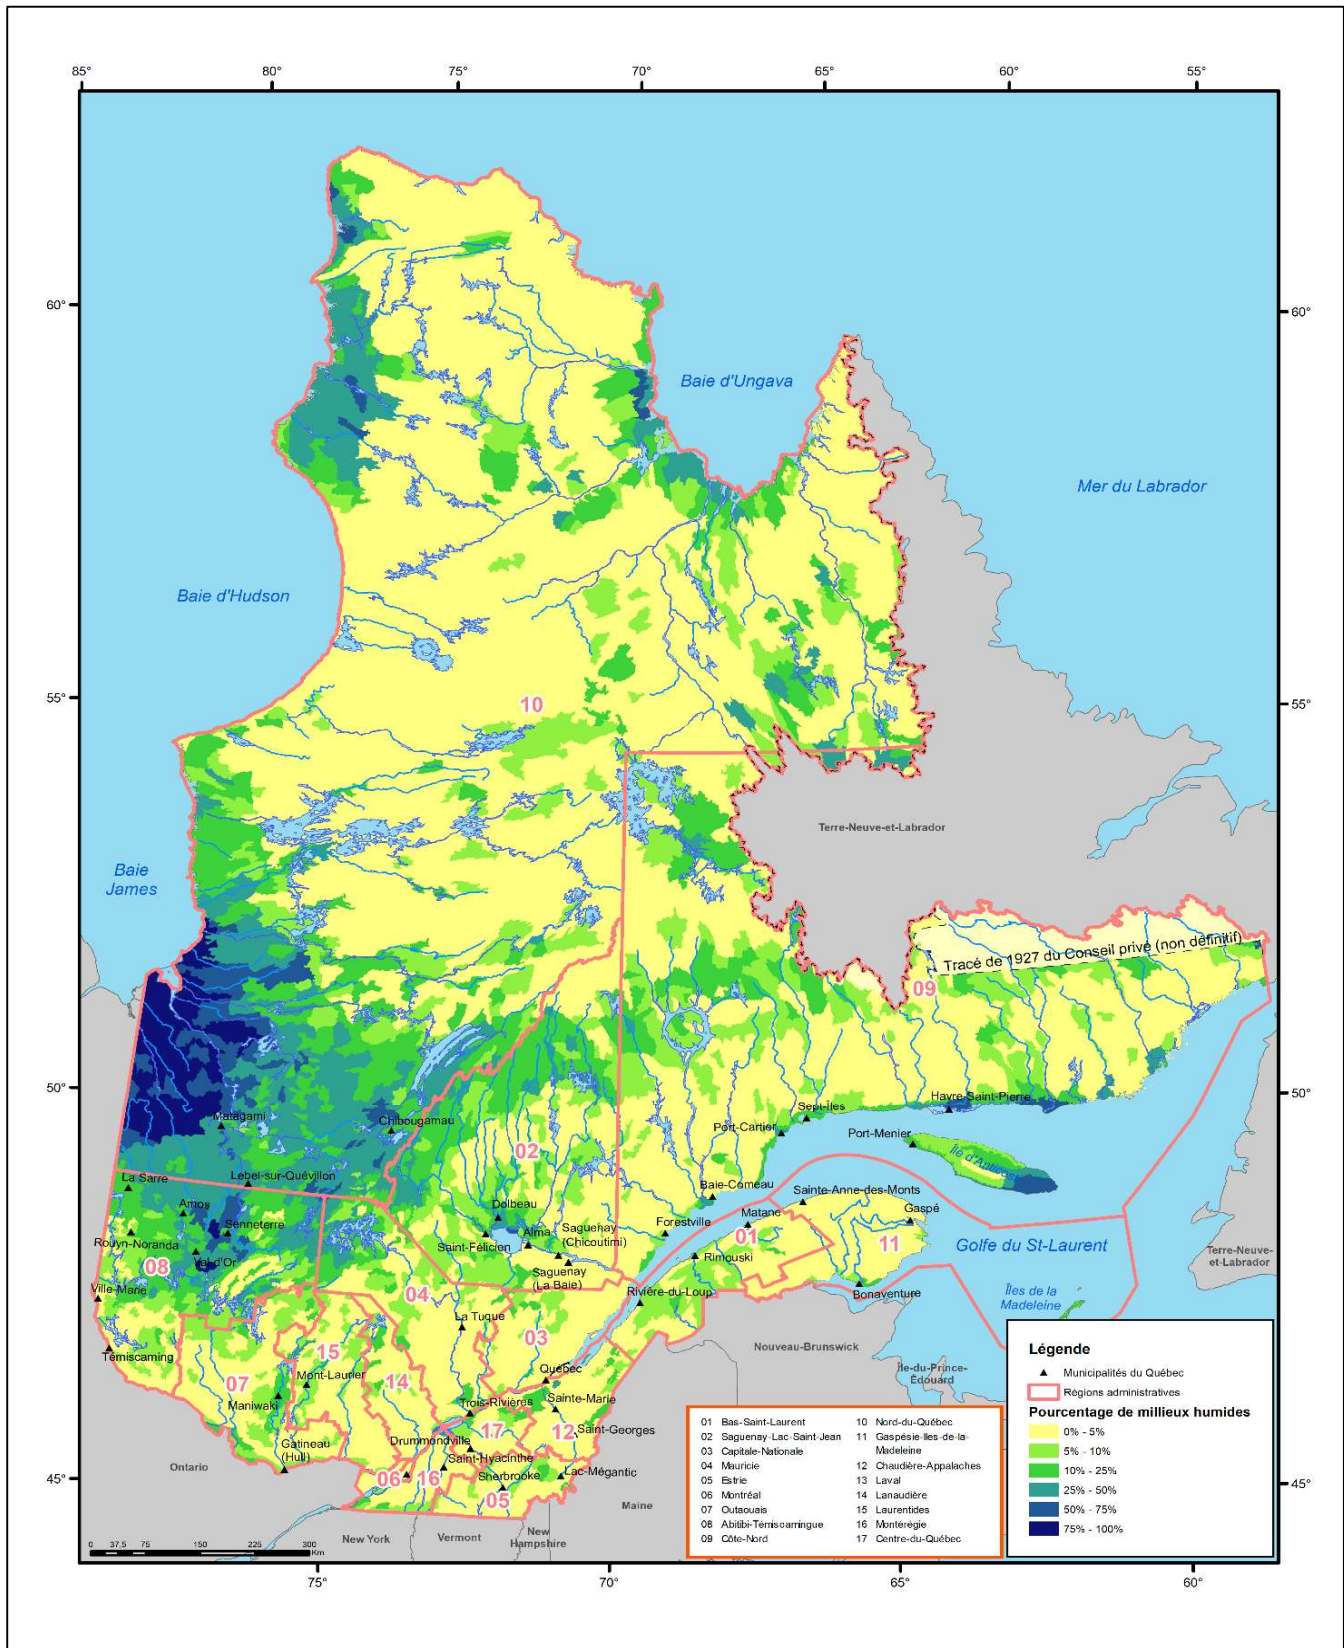 85°
80°
75°
70°
65°
60°
55°
60°
60°
Baie d'Ungava
Mer du Labrador
Baie d'Hudson
55°
10
55°
Terre-Neuve-et-Labrador
Baie
James
Tracé de 1927 du Conseil privé (non définitif)
09
50°
50°
Matagami
Chibougamau
Havre-Saint-Pierre
Sept-Îles
Port-Cartier
Port-Menier
Île d'Anticosti
02
La Sarre
Lebel-sur-Quévillon
Baie-Comeau
Sainte-Anne-des-Monts
Amos
Dolbeau
Matane
Gaspé
Senneterre
Forestville
Rouyn-Noranda
Saint-Félicien
Alma
Saguenay
(Chicoutimi)
01
11
Golfe du St-Laurent
08
Val-d'Or
Rimouski
Saguenay
(La Baie)
Terre-Neuve-
et-Labrador
Ville-Marie
04
Rivière-du-Loup
Bonaventure
Îles de la
Madeleine
La Tuque
03
15
Témiscaming
Nouveau-Brunswick
Île-du-Prince-
Édouard
07
Mont-Laurier
14
Québec
Maniwaki
Sainte-Marie
Trois-Rivières
17
12
Saint-Georges
Drummondville
Gatineau
(Hull)
Saint-Hyacinthe
06
16
Sherbrooke
Lac-Mégantic
05
45°
45°
Ontario
Maine
New York
Vermont
New
Hampshire
0 37.5 75 150 225 300
Km
75°
70°
65°
60°
01 Bas-Saint-Laurent
02 Saguenay-Lac-Saint-Jean
03 Capitale-Nationale
04 Mauricie
05 Estrie
06 Montréal
07 Outaouais
08 Abitibi-Témiscamingue
09 Côte-Nord
10 Nord-du-Québec
11 Gaspésie-Iles-de-la-
Madeleine
12 Chaudière-Appalaches
13 Laval
14 Lanaudière
15 Laurentides
16 Montérégie
17 Centre-du-Québec
Légende
Municipalités du Québec
Régions administratives
Pourcentage de millieux humides
0% - 5%
5% - 10%
10% - 25%
25% - 50%
50% - 75%
75% - 100%